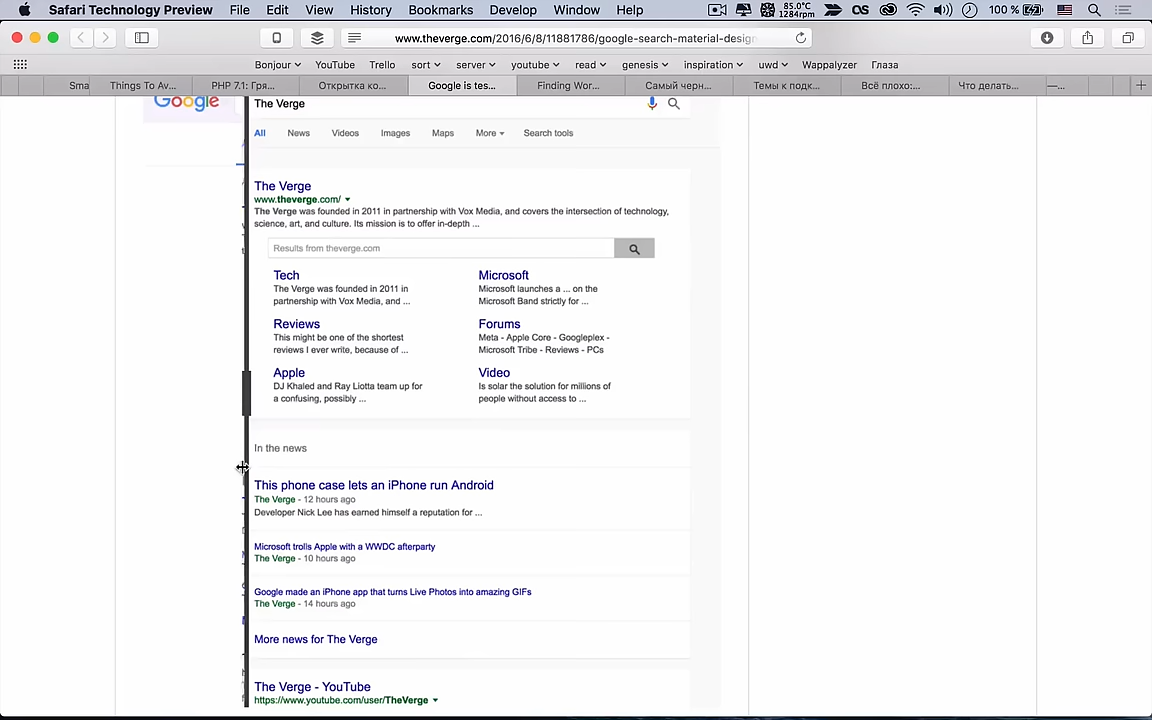 Safari Technology Preview File Edit View History Bookmarks Develop Window Help 85.0°C 1284rpm OS 100 %
www.theverge.com/2016/6/8/11881786/google-search-material-desig
Bonjour YouTube Trello sort server youtube read genesis inspiration uwd Wappalyzer Глаза
Sma Things To Av... PHP 7.1: Гря... Открытка ко... Google is tes... Finding Wor... Самый черн... Темы к подк... Всё плохо:... Что делать... —...
Google The Verge
All News Videos Images Maps More Search tools
The Verge
www.theverge.com/
The Verge was founded in 2011 in partnership with Vox Media, and covers the intersection of technology,
science, art, and culture. Its mission is to offer in-depth ...
Results from theverge.com
Tech
The Verge was founded in 2011 in
partnership with Vox Media, and ...
Microsoft
Microsoft launches a ... on the
Microsoft Band strictly for ...
Reviews
This might be one of the shortest
reviews I ever write, because of ...
Forums
Meta - Apple Core - Googleplex -
Microsoft Tribe - Reviews - PCs
Apple
DJ Khaled and Ray Liotta team up for
a confusing, possibly ...
Video
Is solar the solution for millions of
people without access to ...
In the news
This phone case lets an iPhone run Android
The Verge - 12 hours ago
Developer Nick Lee has earned himself a reputation for ...
Microsoft trolls Apple with a WWDC afterparty
The Verge - 10 hours ago
Google made an iPhone app that turns Live Photos into amazing GIFs
The Verge - 14 hours ago
More news for The Verge
The Verge - YouTube
https://www.youtube.com/user/TheVerge